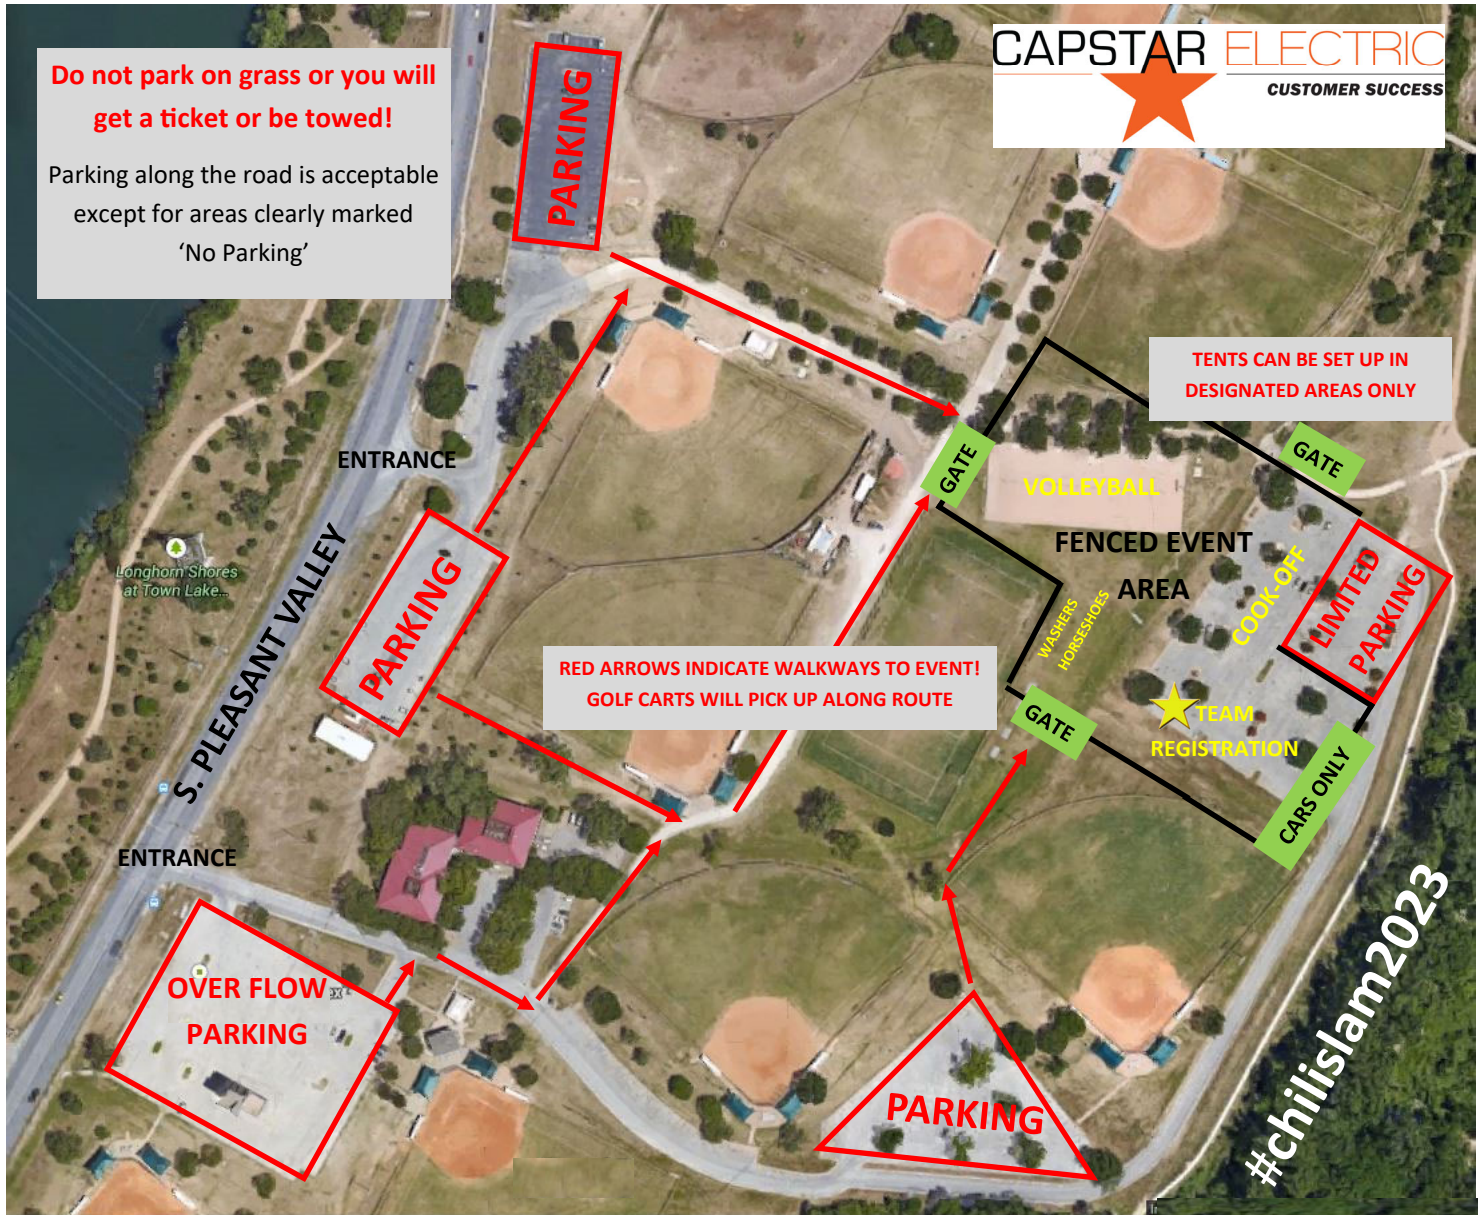 Do not park on grass or you will
get a ticket or be towed!
Parking along the road is acceptable
except for areas clearly marked
‘No Parking’
CAPSTAR ELECTRIC
CUSTOMER SUCCESS
PARKING
TENTS CAN BE SET UP IN
DESIGNATED AREAS ONLY
ENTRANCE
GATE
GATE
VOLLEYBALL
FENCED EVENT
AREA
COOK-OFF
LIMITED
PARKING
WASHERS
HORSESHOES
Longhorn Shores
at Town Lake...
S. PLEASANT VALLEY
PARKING
RED ARROWS INDICATE WALKWAYS TO EVENT!
GOLF CARTS WILL PICK UP ALONG ROUTE
GATE
TEAM
REGISTRATION
CARS ONLY
ENTRANCE
OVER FLOW
PARKING
PARKING
#chilislam2023